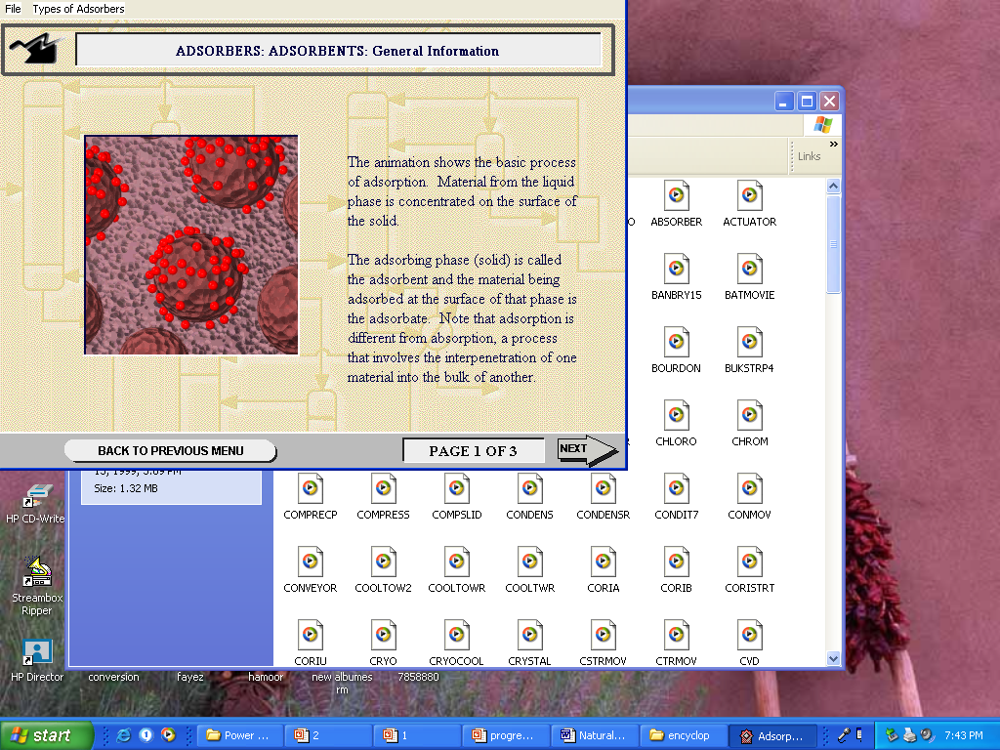 File Types of Adsorbers
ADSORBERS: ADSORBENTS: General Information
The animation shows the basic process
of adsorption. Material from the liquid
phase is concentrated on the surface of
the solid.
The adsorbing phase (solid) is called
the adsorbent and the material being
adsorbed at the surface of that phase is
the adsorbate. Note that adsorption is
different from absorption, a process
that involves the interpenetration of one
material into the bulk of another.
BACK TO PREVIOUS MENU
PAGE 1 OF 3
NEXT
Links
ABSORBER ACTUATOR
BANBRY15 BATMOVIE
BOURDON BUKSTRP4
CHLORO CHROM
Size: 1.32 MB
COMPRECP COMPRESS COMPSLID CONDENS CONDENSR CONDIT7 CONMOV
CONVEYOR COOLTOW2 COOLTOWR COOLTWR CORIA CORIB CORISTRT
CORIU CRYO CRYOCOOL CRYSTAL CSTRMOV CTRMOV CVD
HP CD-Write
Streambox
Ripper
HP Director conversion fayez hamoor new albumes 7858880
rm
start Power ... 2 1 progre... Natural... encyclop Adsorp... 7:43 PM